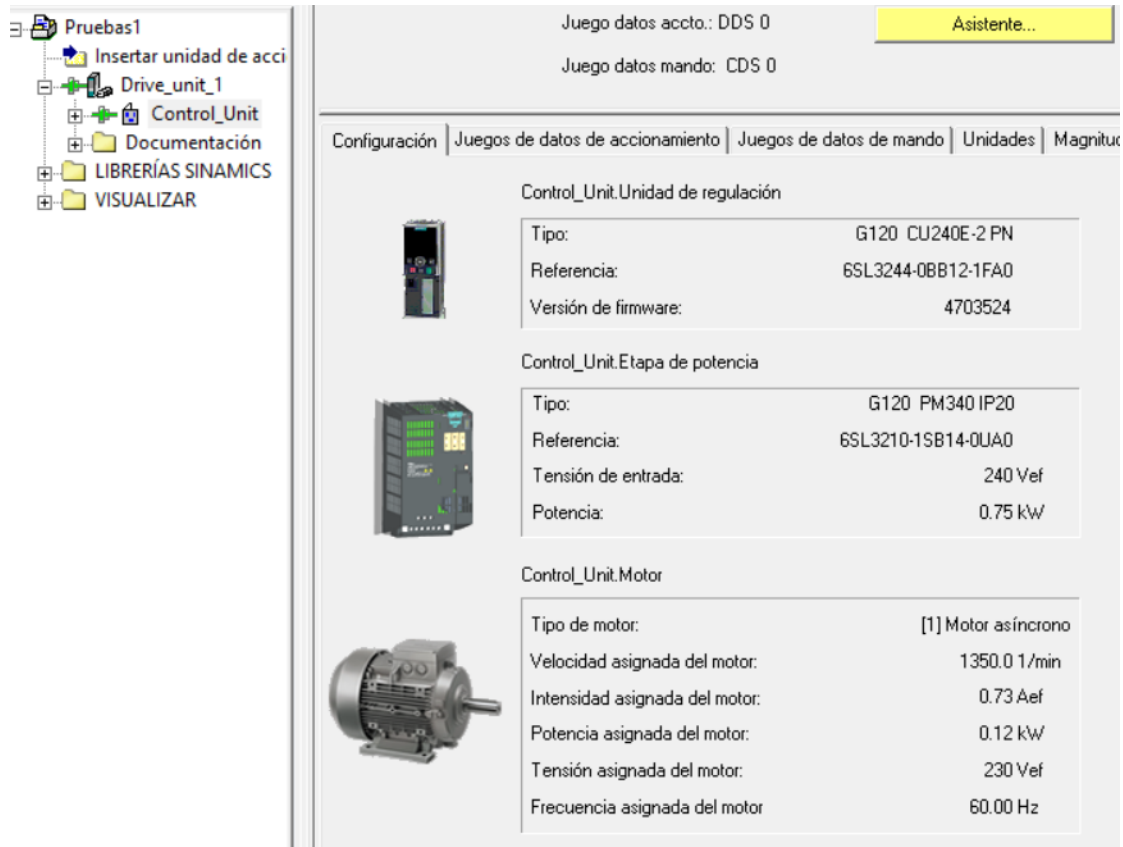 Pruebas1
Insertar unidad de acci
Drive_unit_1
Control_Unit
Documentación
LIBRERÍAS SINAMICS
VISUALIZAR
Juego datos accto.: DDS 0
Asistente...
Juego datos mando: CDS 0
Configuración Juegos de datos de accionamiento Juegos de datos de mando Unidades Magnituc
Control_Unit.Unidad de regulación
Tipo: G120 CU240E-2 PN
Referencia: 6SL3244-0BB12-1FA0
Versión de firmware: 4703524
Control_Unit.Etapa de potencia
Tipo: G120 PM340 IP20
Referencia: 6SL3210-1SB14-0UA0
Tensión de entrada: 240 Vef
Potencia: 0.75 kW
Control_Unit.Motor
Tipo de motor: [1] Motor asíncrono
Velocidad asignada del motor: 1350.0 1/min
Intensidad asignada del motor: 0.73 Aef
Potencia asignada del motor: 0.12 kW
Tensión asignada del motor: 230 Vef
Frecuencia asignada del motor 60.00 Hz